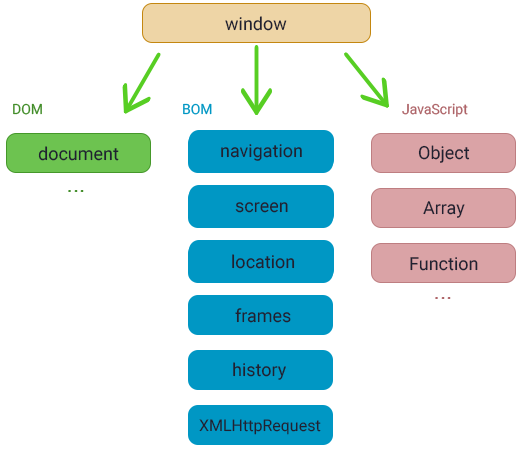 window
DOM
document
...
BOM
navigation
screen
location
frames
history
XMLHttpRequest
JavaScript
Object
Array
Function
...